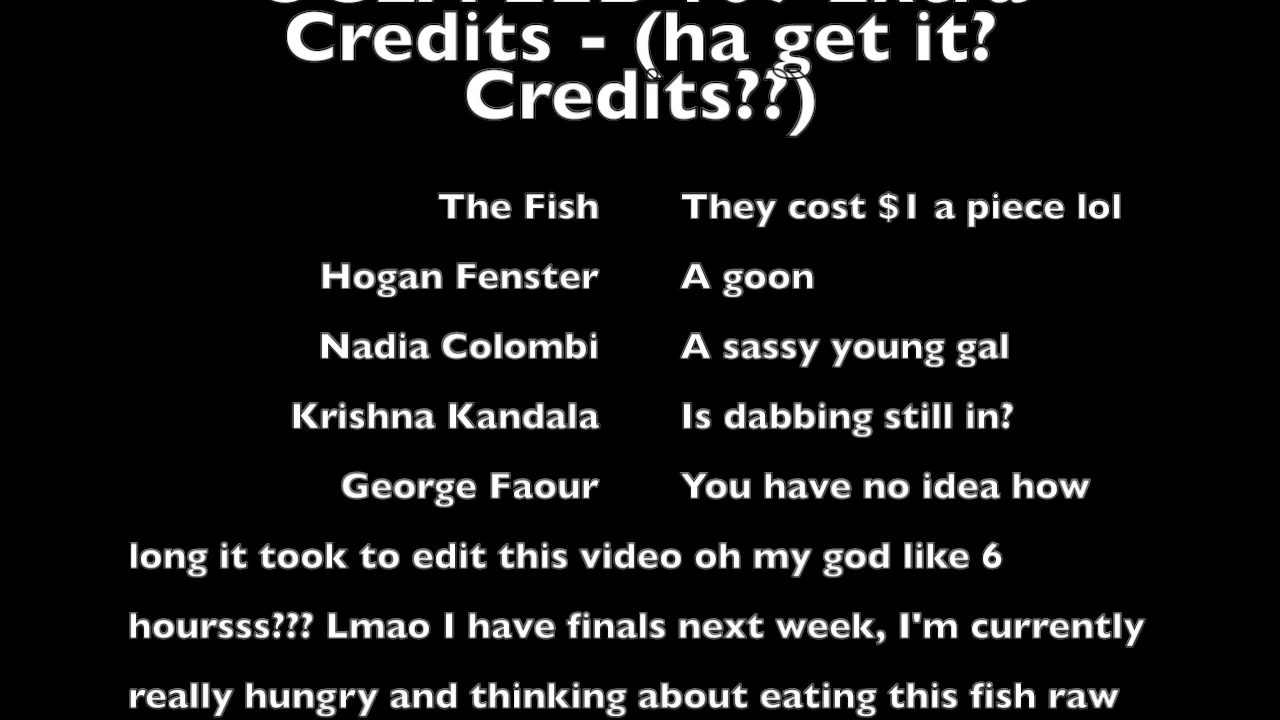 Credits - (ha get it?
Credits??)
The Fish They cost $1 a piece lol
Hogan Fenster A goon
Nadia Colombi A sassy young gal
Krishna Kandala Is dabbing still in?
George Faour You have no idea how
long it took to edit this video oh my god like 6
hoursss??? Lmao I have finals next week, I'm currently
really hungry and thinking about eating this fish raw